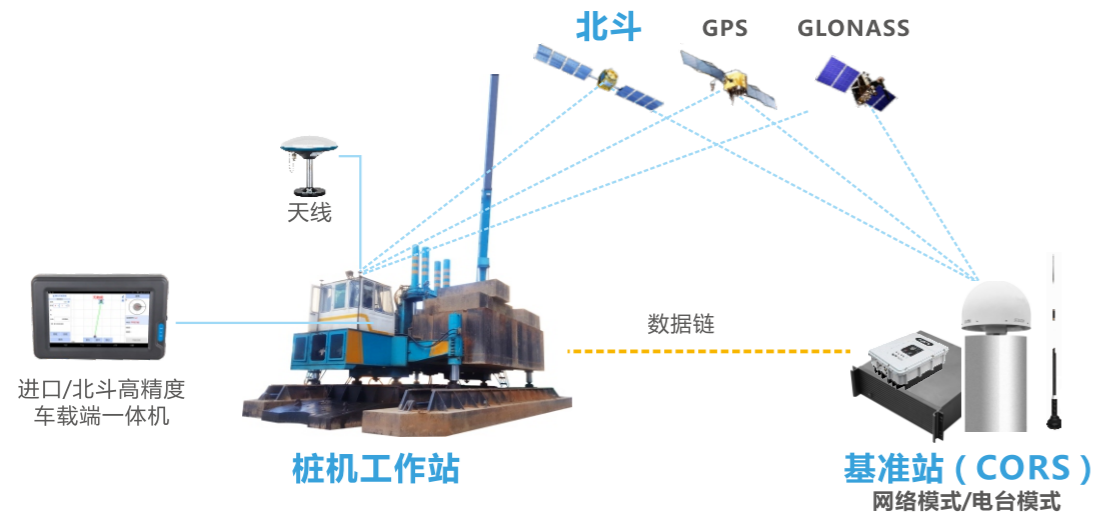 北斗
GPS
GLONASS
天线
数据链
进口/北斗高精度
车载端一体机
桩机工作站
基准站（CORS）
网络模式/电台模式